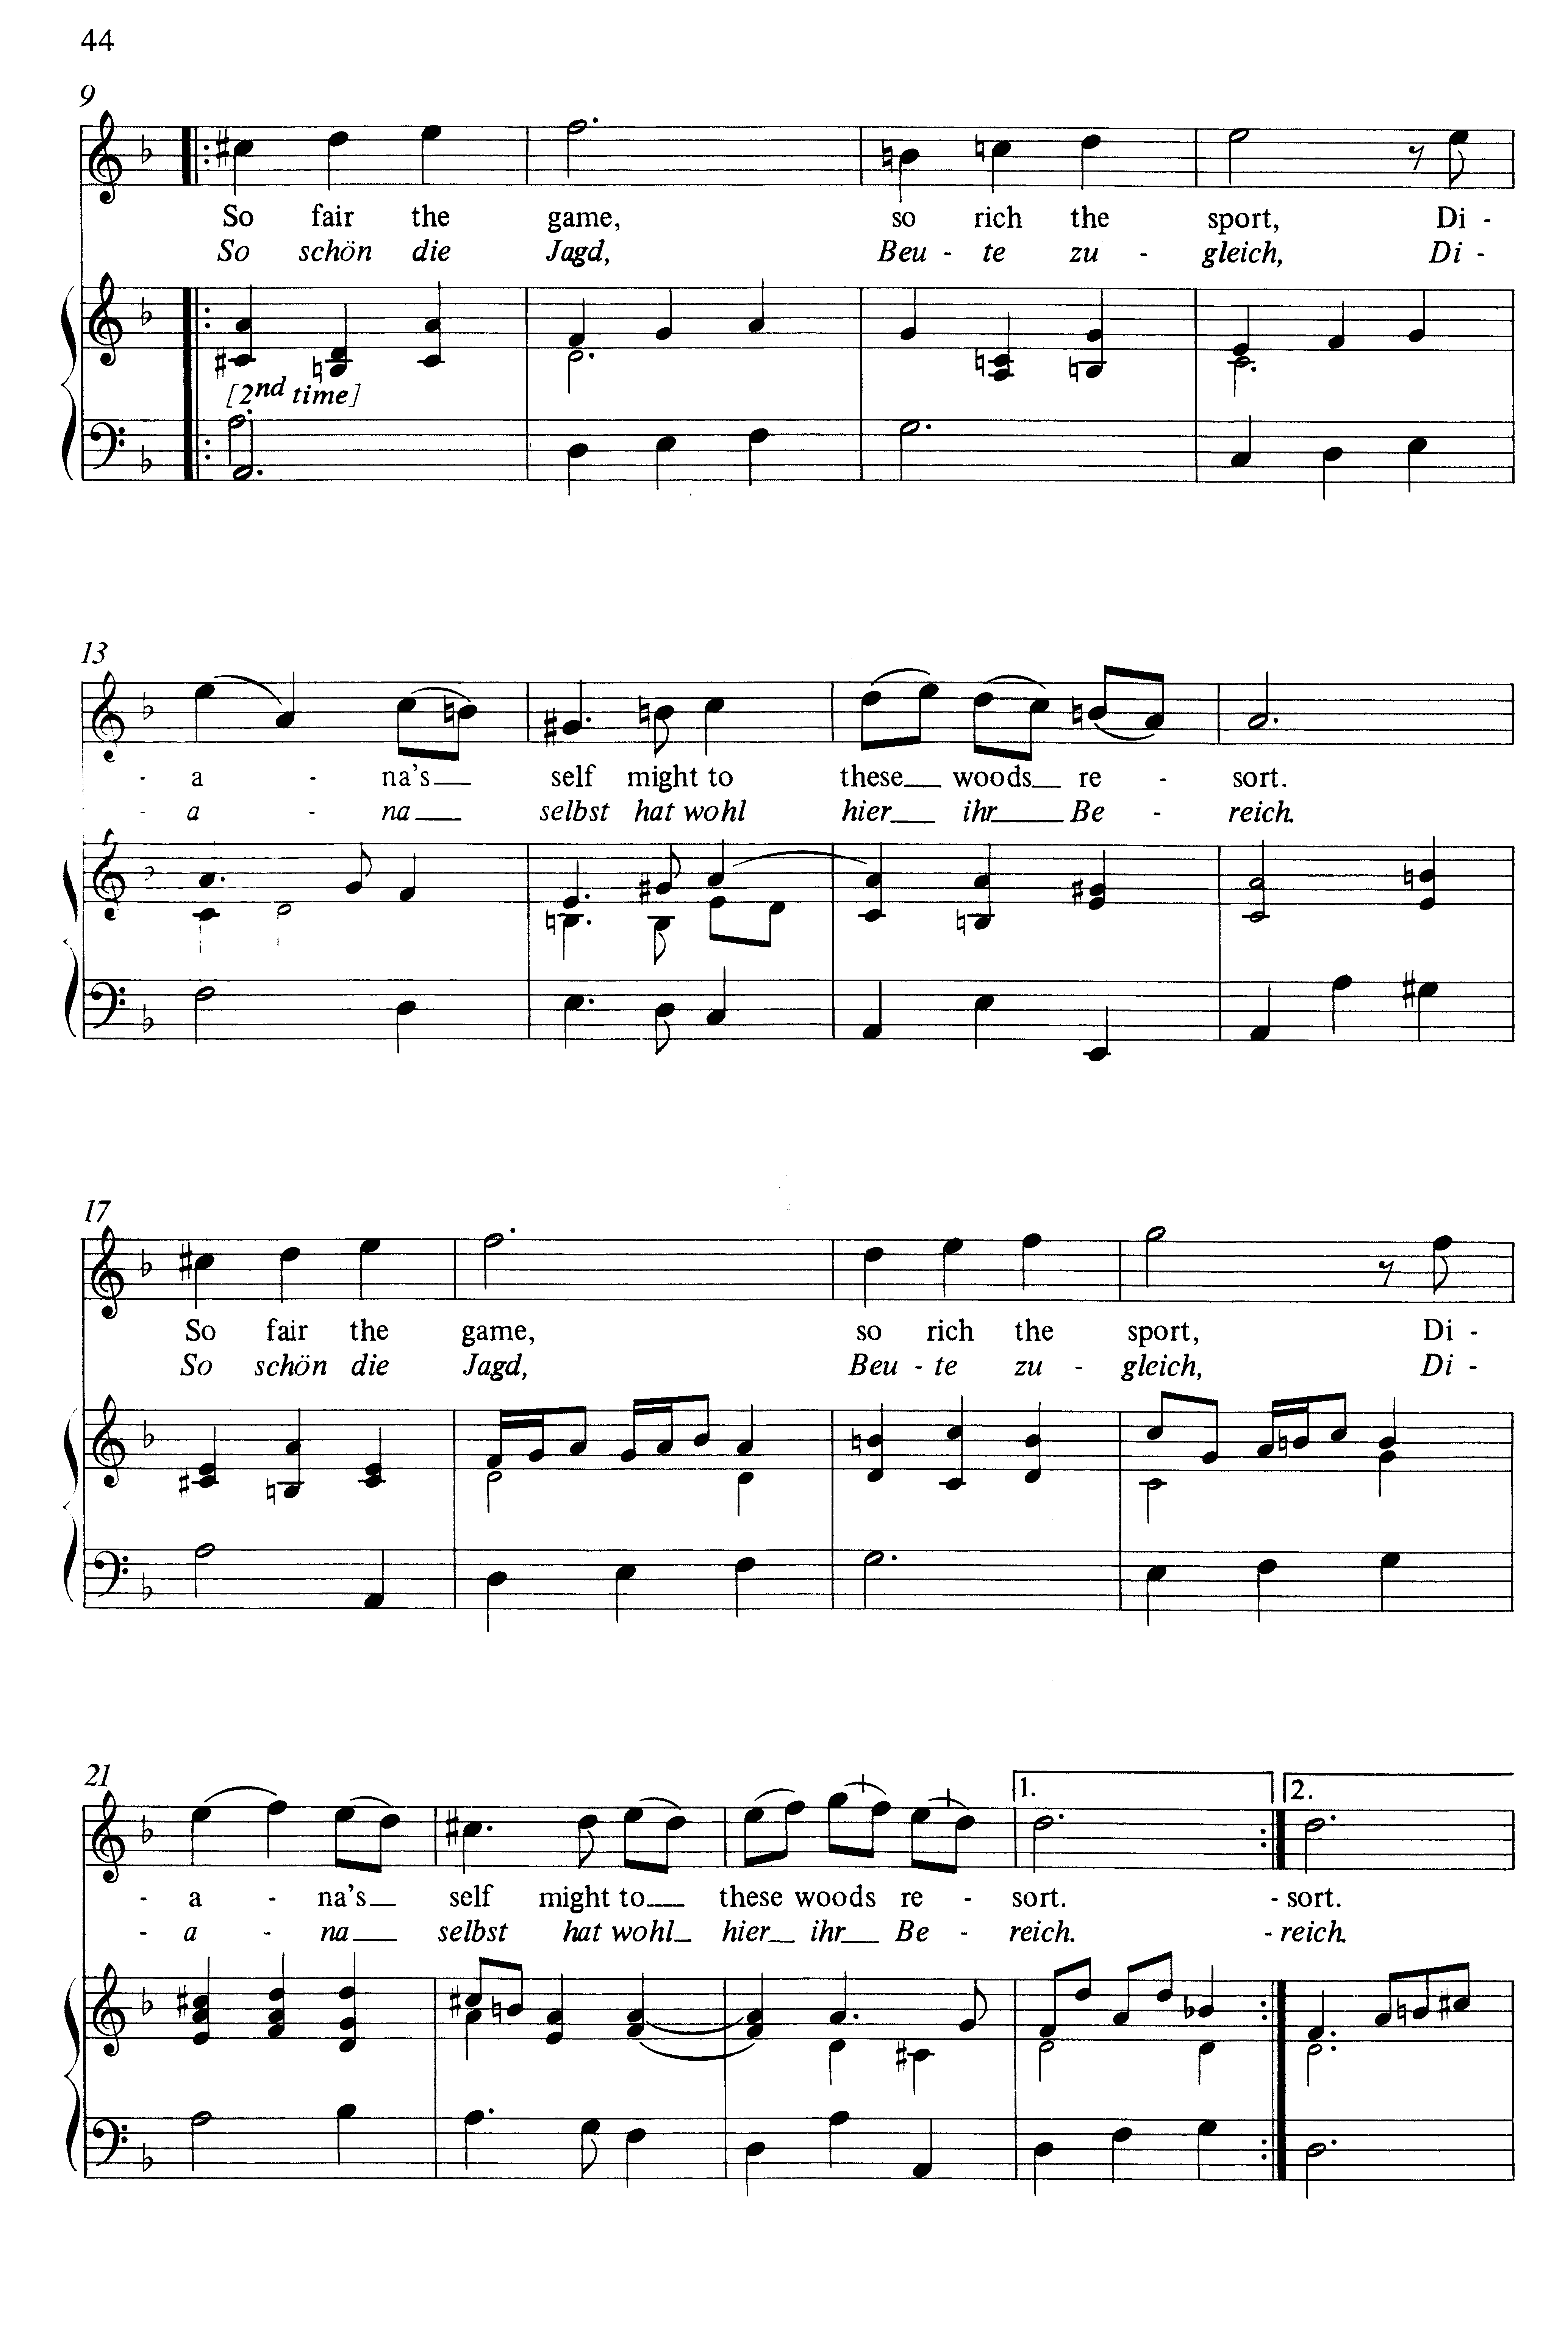 44
9
So fair the game, so rich the sport, Di -
So schön die Jagd, Beu - te zu - gleich, Di -
[2nd time]
13
- a - na's self might to these woods re - sort.
- a - na selbst hat wohl hier ihr Be - reich.
17
So fair the game, so rich the sport, Di -
So schön die Jagd, Beu - te zu - gleich, Di -
21
1. 2.
- a - na's self might to these woods re - sort. - sort.
- a - na selbst hat wohl hier ihr Be - reich. - reich.